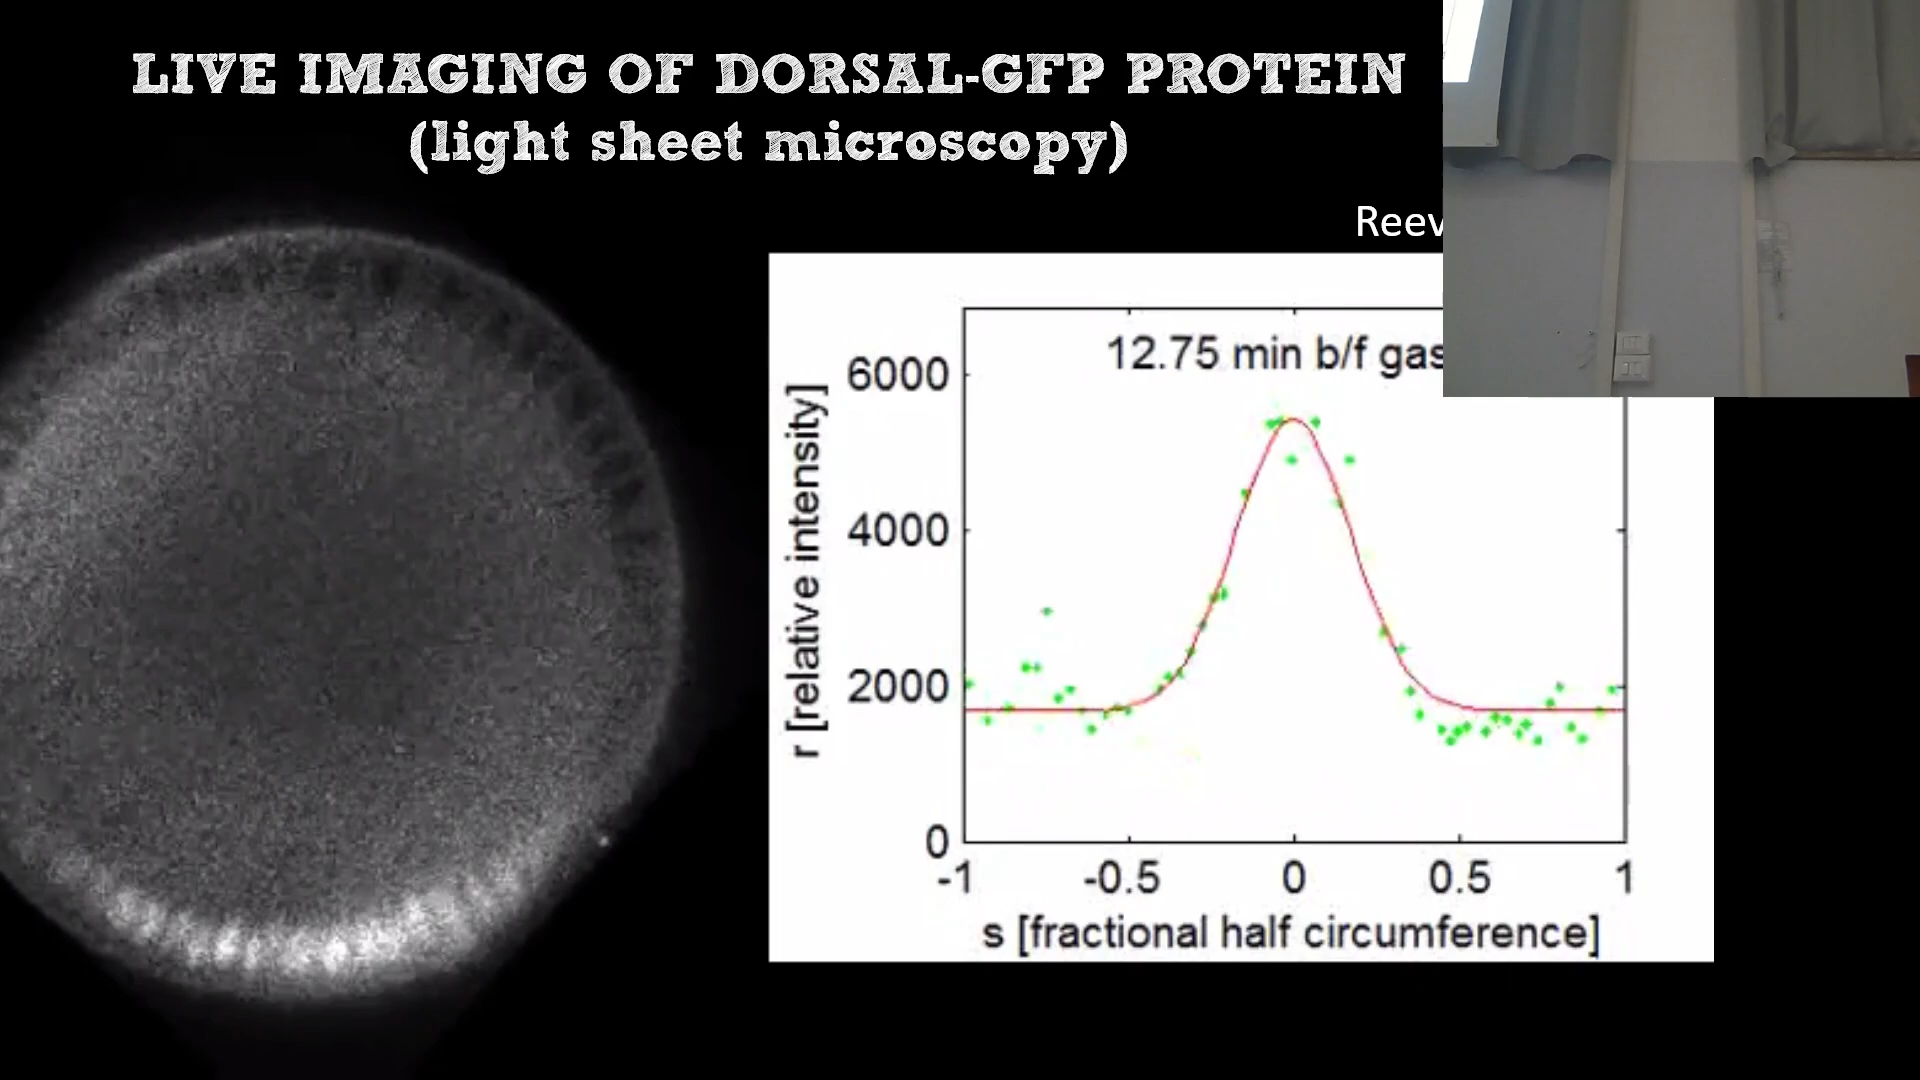 LIVE IMAGING OF DORSAL-GFP PROTEIN
(light sheet microscopy)
Reev
12.75 min b/f gas
r [relative intensity]
6000
4000
2000
0
-1 -0.5 0 0.5 1
s [fractional half circumference]